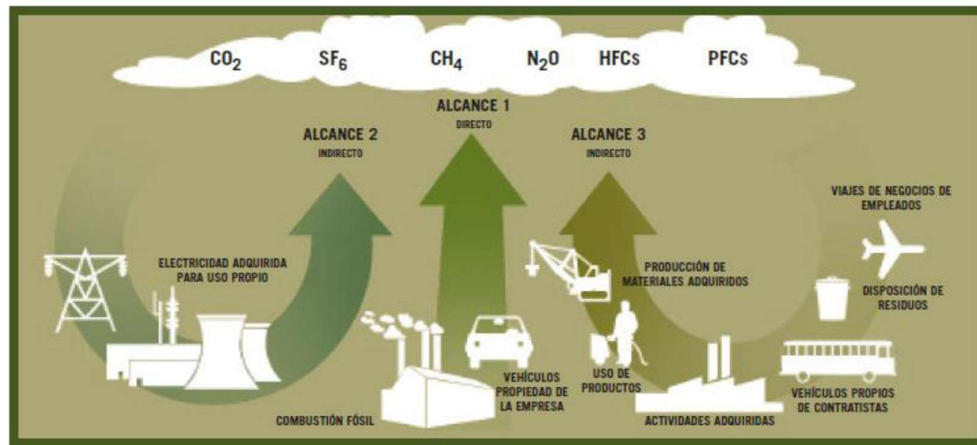 CO₂ SF₆ CH₄ N₂O HFCs PFCs
ALCANCE 1
DIRECTO
ALCANCE 2
INDIRECTO
ALCANCE 3
INDIRECTO
VIAJES DE NEGOCIOS DE
EMPLEADOS
ELECTRICIDAD ADQUIRIDA
PARA USO PROPIO
PRODUCCIÓN DE
MATERIALES ADQUIRIDOS
DISPOSICIÓN DE
RESIDUOS
COMBUSTIÓN FÓSIL
VEHÍCULOS
PROPIEDAD DE
LA EMPRESA
USO DE
PRODUCTOS
ACTIVIDADES ADQUIRIDAS
VEHÍCULOS PROPIOS
DE CONTRATISTAS